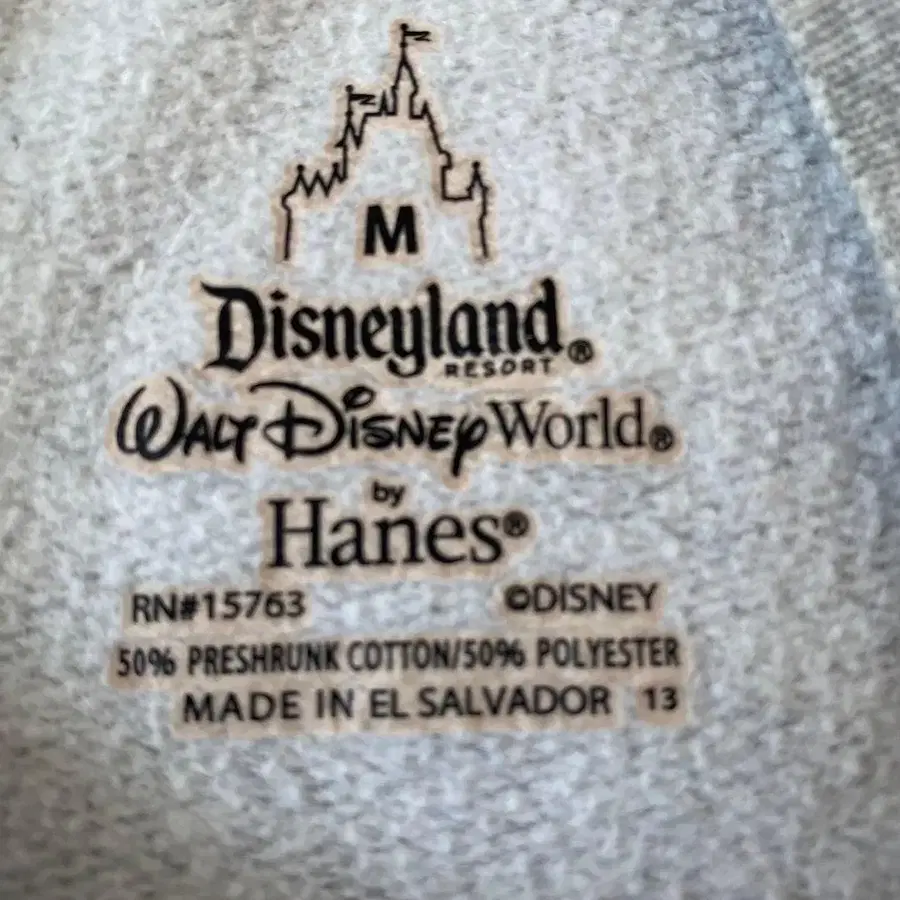 M
Disneyland®
RESORT
WALT DISNEY World®
by
Hanes®
RN#15763 ©DISNEY
50% PRESHRUNK COTTON/50% POLYESTER
MADE IN EL SALVADOR 13